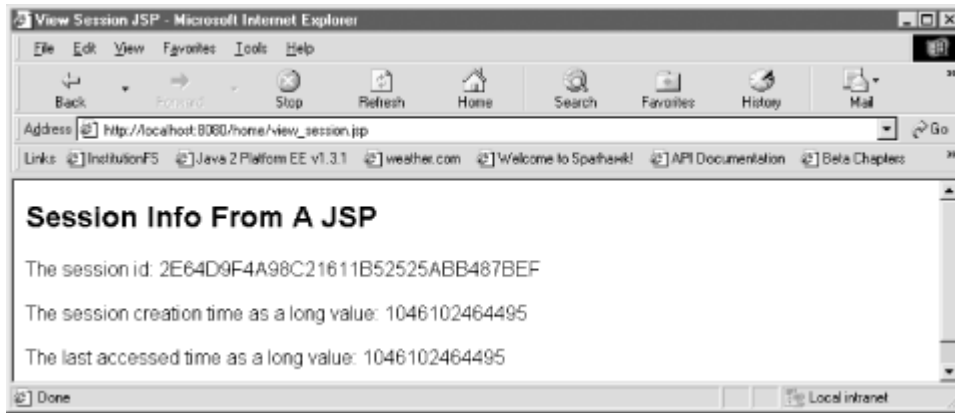 View Session JSP - Microsoft Internet Explorer
File Edit View Favorites Tools Help
Back Forward Stop Refresh Home Search Favorites History Mail
Address http://localhost:8080/home/view_session.jsp Go
Links InstitutionFS Java 2 Platform EE v1.3.1 weather.com Welcome to Sparhawk! API Documentation Beta Chapters
Session Info From A JSP
The session id: 2E64D9F4A98C21611B52525ABB487BEF
The session creation time as a long value: 1046102464495
The last accessed time as a long value: 1046102464495
Done Local intranet